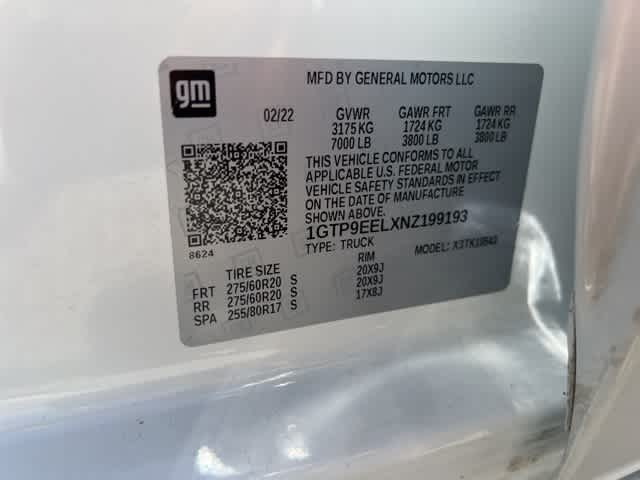 gm
MFD BY GENERAL MOTORS LLC
02/22 GVWR GAWR FRT GAWR RR
3175 KG 1724 KG 1724 KG
7000 LB 3800 LB 3800 LB
THIS VEHICLE CONFORMS TO ALL
APPLICABLE U.S. FEDERAL MOTOR
VEHICLE SAFETY STANDARDS IN EFFECT
ON THE DATE OF MANUFACTURE
SHOWN ABOVE.
1GTP9EELXNZ199193
TYPE: TRUCK MODEL:
8624
TIRE SIZE RIM
FRT 275/60R20 S 20X9J
RR 275/60R20 S 20X9J
SPA 255/80R17 S 17X8J